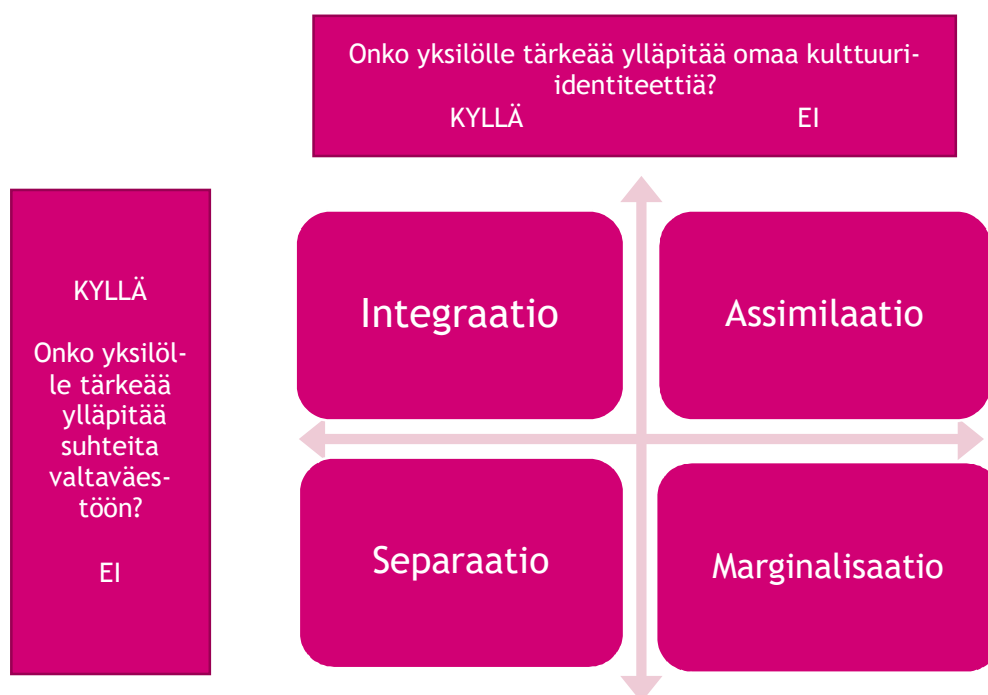 Onko yksilölle tärkeää ylläpitää omaa kulttuuri-
identiteettiä?
KYLLÄ EI
KYLLÄ
Onko yksilöl-
le tärkeää
ylläpitää
suhteita
valtaväes-
töön?
EI
Integraatio
Assimilaatio
Separaatio
Marginalisaatio